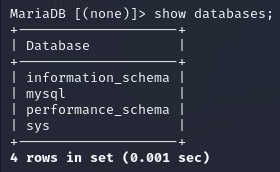 MariaDB [(none)]> show databases;
+--------------------+
| Database           |
+--------------------+
| information_schema |
| mysql              |
| performance_schema |
| sys                |
+--------------------+
4 rows in set (0.001 sec)